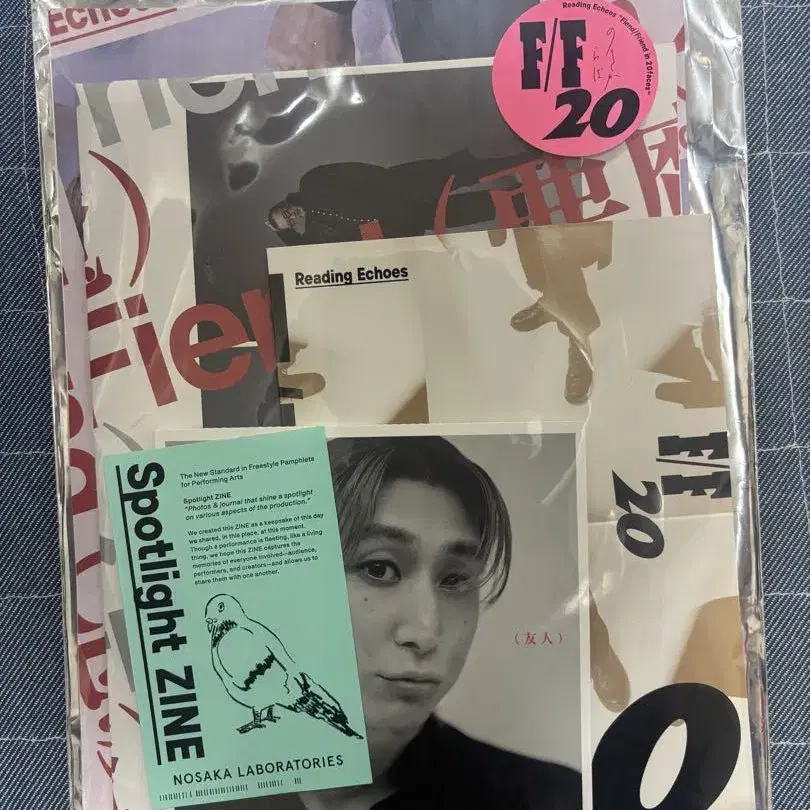 Echo
Reading Echoes "Fiend/Friend in 20faces"
F/F
20
Fien
Reading Echoes
F/F
20
(友人)
Spotlight ZINE
The New Standard in Freestyle Pamphlets
for Performing Arts
Spotlight ZINE
"Photos & journal that shine a spotlight
on various aspects of the production."
We created this ZINE as a keepsake of this day
we shared, in this place, at this moment.
Though a performance is fleeting, like a living
thing, we hope this ZINE captures the
memories of everyone involved—audience,
performers, and creators—and allows us to
share them with one another.
NOSAKA LABORATORIES